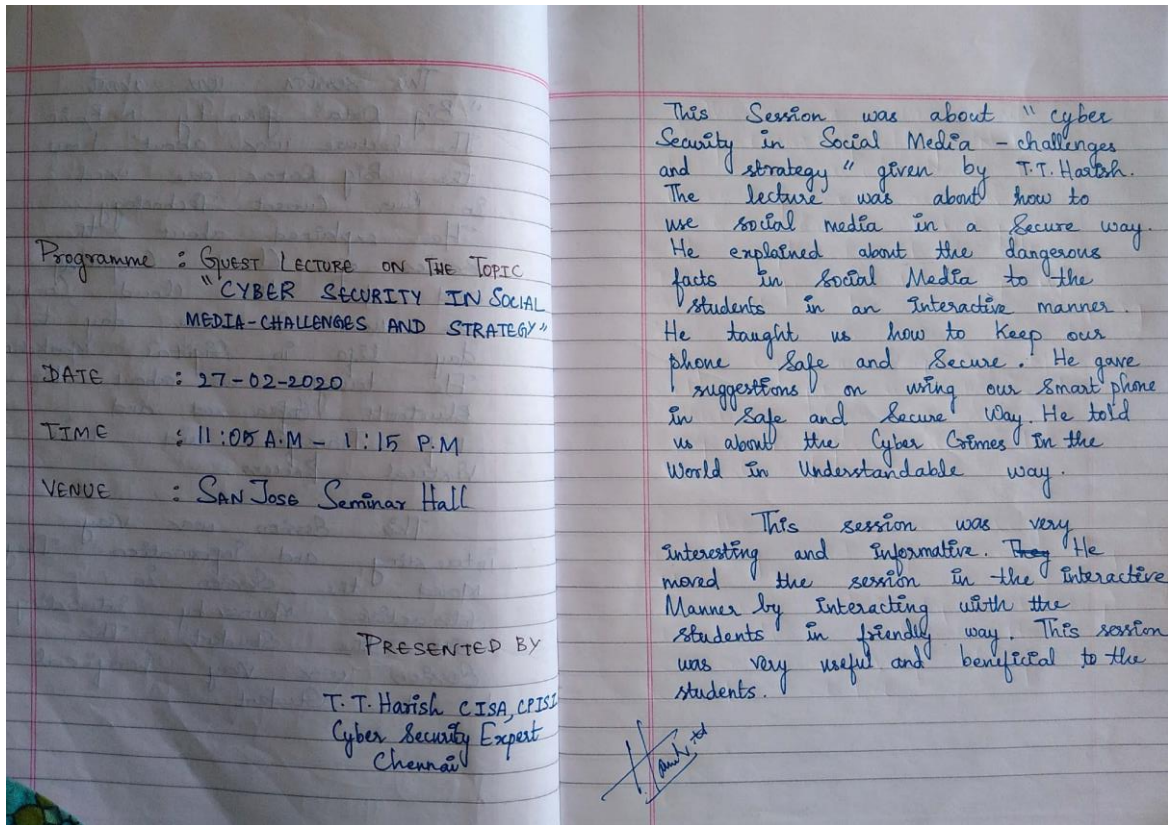 Programme : GUEST LECTURE ON THE TOPIC
"CYBER SECURITY IN SOCIAL
MEDIA-CHALLENGES AND STRATEGY"
DATE : 27-02-2020
TIME : 11:05 A.M - 1:15 P.M
VENUE : SAN JOSE Seminar Hall
PRESENTED BY
T.T. Harish CISA, CPISI
Cyber Security Expert
Chennai
This Session was about "cyber
Security in Social Media - challenges
and strategy" given by T.T. Harish.
The lecture was about how to
use social media in a Secure way.
He explained about the dangerous
facts in Social Media to the
students in an Interactive manner.
He taught us how to Keep our
phone Safe and Secure. He gave
suggestions on using our Smart phone
in Safe and Secure Way. He told
us about the Cyber Crimes in the
World in Understandable way.
This session was very
interesting and informative. They He
moved the session in the interactive
Manner by Interacting with the
students in friendly way. This session
was very useful and beneficial to the
students.